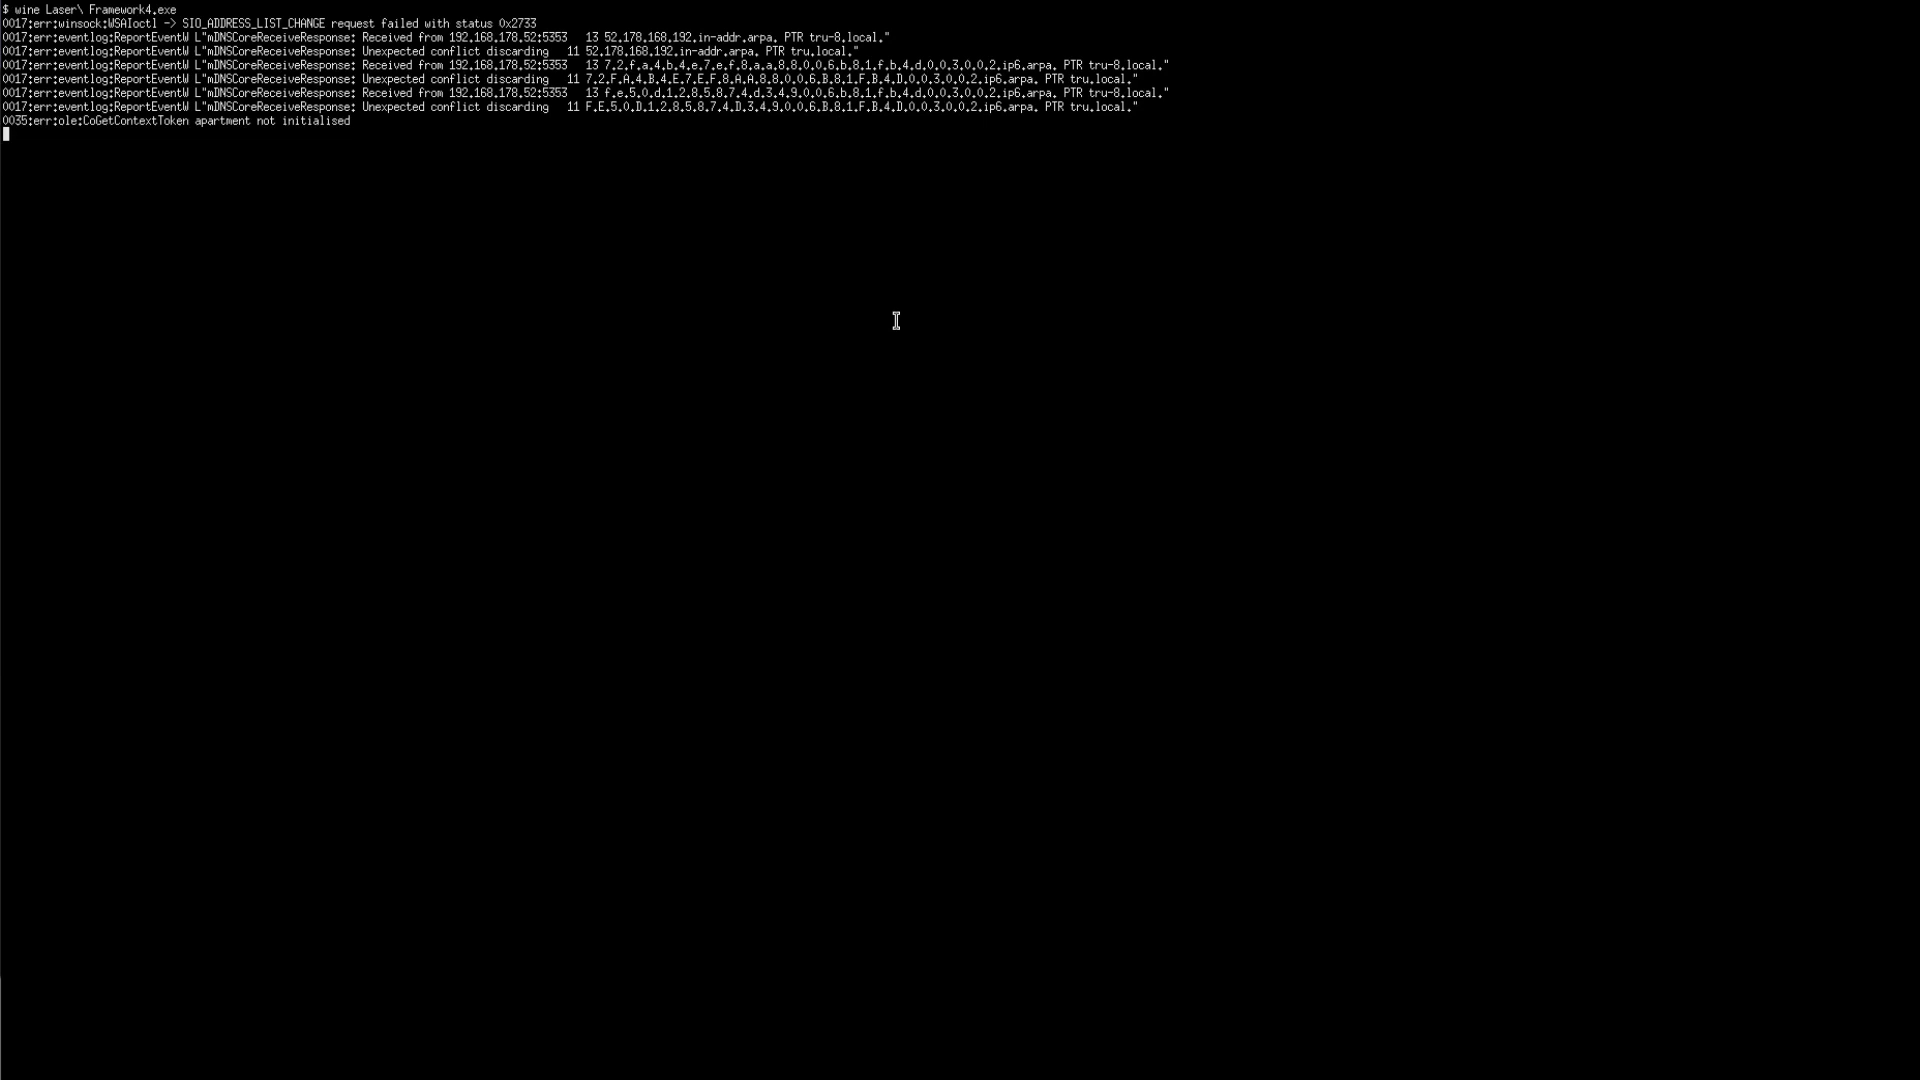 $ wine Laser\ Framework4.exe
0017:err:winsock:WSAIoctl -> SIO_ADDRESS_LIST_CHANGE request failed with status 0x2733
0017:err:eventlog:ReportEventW L"mDNSCoreReceiveResponse: Received from 192.168.178.52:5353   13 52.178.168.192.in-addr.arpa. PTR tru-8.local."
0017:err:eventlog:ReportEventW L"mDNSCoreReceiveResponse: Unexpected conflict discarding   11 52.178.168.192.in-addr.arpa. PTR tru.local."
0017:err:eventlog:ReportEventW L"mDNSCoreReceiveResponse: Received from 192.168.178.52:5353   13 7.2.f.a.4.b.4.e.7.e.f.8.a.a.8.8.0.0.6.b.8.1.f.b.4.d.0.0.3.0.0.2.ip6.arpa. PTR tru-8.local."
0017:err:eventlog:ReportEventW L"mDNSCoreReceiveResponse: Unexpected conflict discarding   11 7.2.F.A.4.B.4.E.7.E.F.8.A.A.8.8.0.0.6.B.8.1.F.B.4.D.0.0.3.0.0.2.ip6.arpa. PTR tru.local."
0017:err:eventlog:ReportEventW L"mDNSCoreReceiveResponse: Received from 192.168.178.52:5353   13 f.e.5.0.d.1.2.8.5.8.7.4.d.3.4.9.0.0.6.b.8.1.f.b.4.d.0.0.3.0.0.2.ip6.arpa. PTR tru-8.local."
0017:err:eventlog:ReportEventW L"mDNSCoreReceiveResponse: Unexpected conflict discarding   11 F.E.5.0.D.1.2.8.5.8.7.4.D.3.4.9.0.0.6.B.8.1.F.B.4.D.0.0.3.0.0.2.ip6.arpa. PTR tru.local."
0035:err:ole:CoGetContextToken apartment not initialised